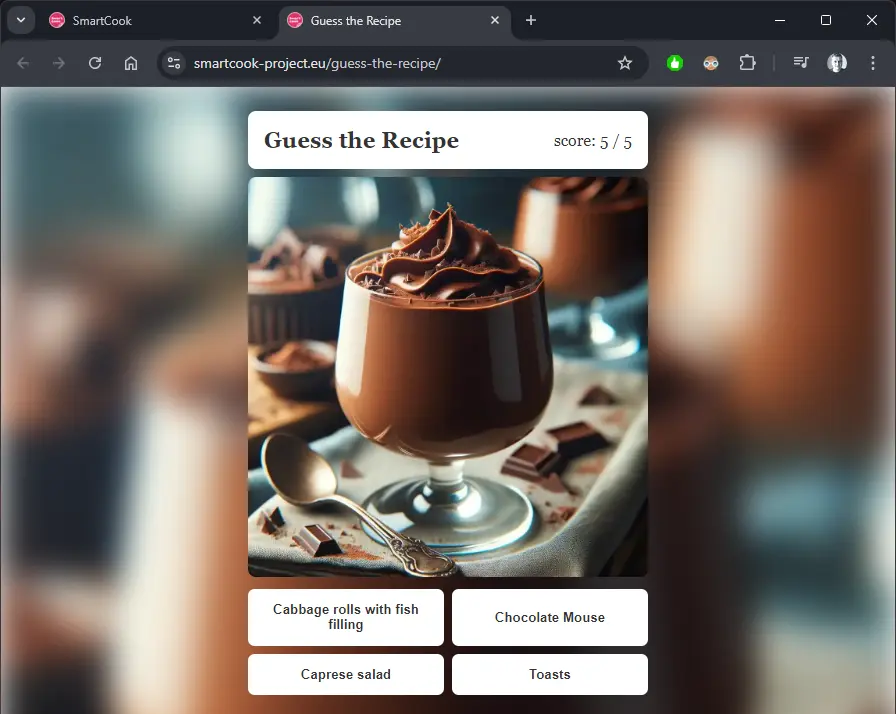 SmartCook
Guess the Recipe
smartcook-project.eu/guess-the-recipe/
Guess the Recipe
score: 5 / 5
Cabbage rolls with fish
filling
Chocolate Mouse
Caprese salad
Toasts